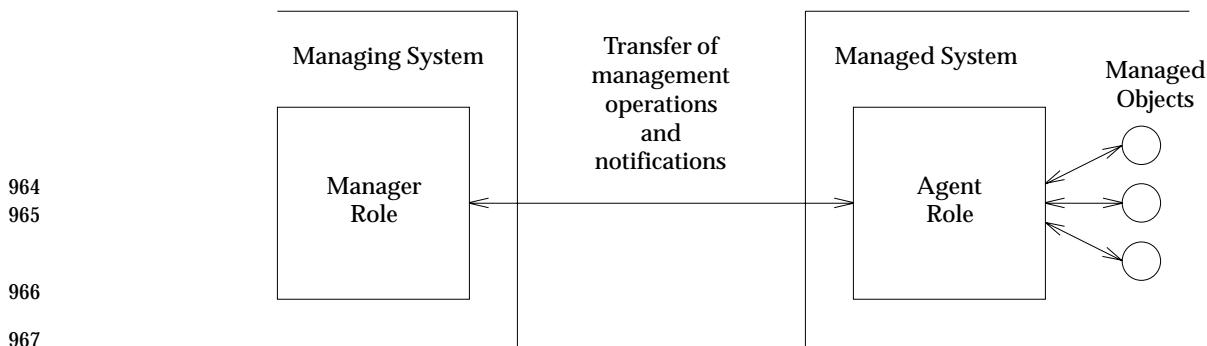 Managing System
Transfer of
management
operations
and
notifications
Managed System
Managed
Objects
964
965
Manager
Role
Agent
Role
966
967